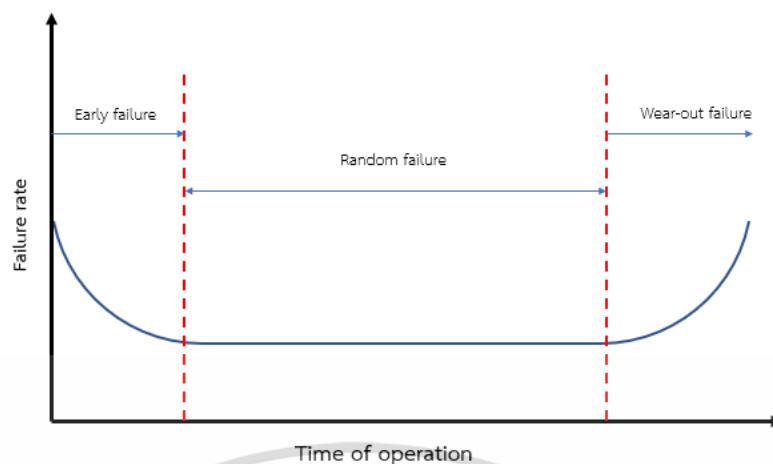 Early failure
Wear-out failure
Random failure
Failure rate
Time of operation